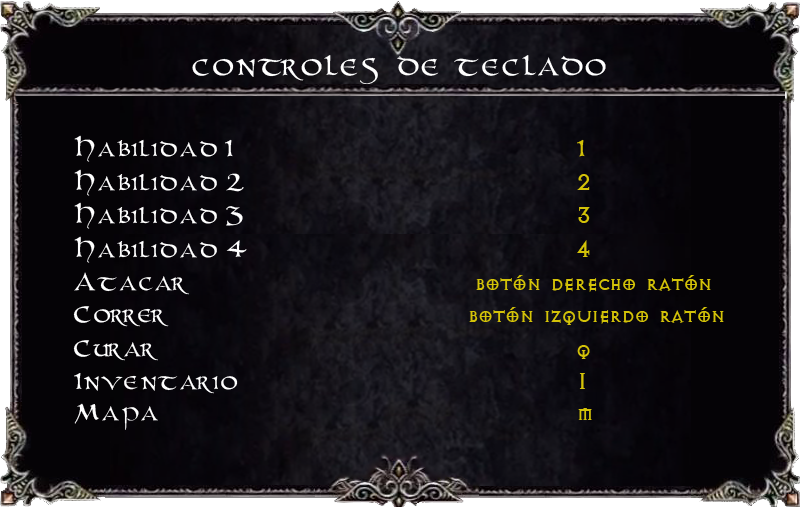 CONTROLES DE TECLADO
Habilidad 1 1
Habilidad 2 2
Habilidad 3 3
Habilidad 4 4
Atacar BOTÓN DERECHO RATÓN
Correr BOTÓN IZQUIERDO RATÓN
Curar Q
Inventario I
Mapa M